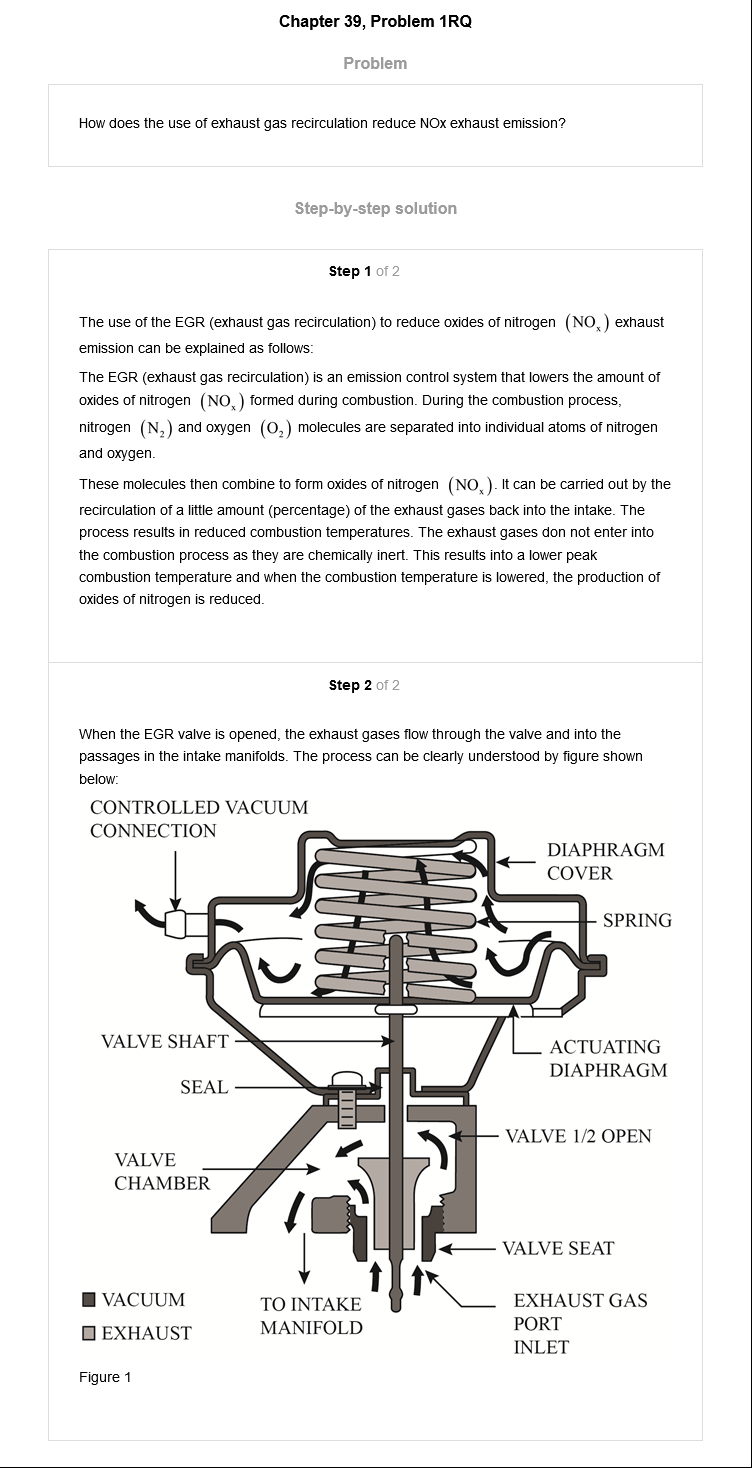 Chapter 39, Problem 1RQ
Problem
How does the use of exhaust gas recirculation reduce NOx exhaust emission?
Step-by-step solution
Step 1 of 2
The use of the EGR (exhaust gas recirculation) to reduce oxides of nitrogen (NOₓ) exhaust
emission can be explained as follows:
The EGR (exhaust gas recirculation) is an emission control system that lowers the amount of
oxides of nitrogen (NOₓ) formed during combustion. During the combustion process,
nitrogen (N₂) and oxygen (O₂) molecules are separated into individual atoms of nitrogen
and oxygen.
These molecules then combine to form oxides of nitrogen (NOₓ). It can be carried out by the
recirculation of a little amount (percentage) of the exhaust gases back into the intake. The
process results in reduced combustion temperatures. The exhaust gases don not enter into
the combustion process as they are chemically inert. This results into a lower peak
combustion temperature and when the combustion temperature is lowered, the production of
oxides of nitrogen is reduced.
Step 2 of 2
When the EGR valve is opened, the exhaust gases flow through the valve and into the
passages in the intake manifolds. The process can be clearly understood by figure shown
below:
CONTROLLED VACUUM
CONNECTION
DIAPHRAGM
COVER
SPRING
VALVE SHAFT
ACTUATING
DIAPHRAGM
SEAL
VALVE 1/2 OPEN
VALVE
CHAMBER
VALVE SEAT
VACUUM
EXHAUST
TO INTAKE
MANIFOLD
EXHAUST GAS
PORT
INLET
Figure 1